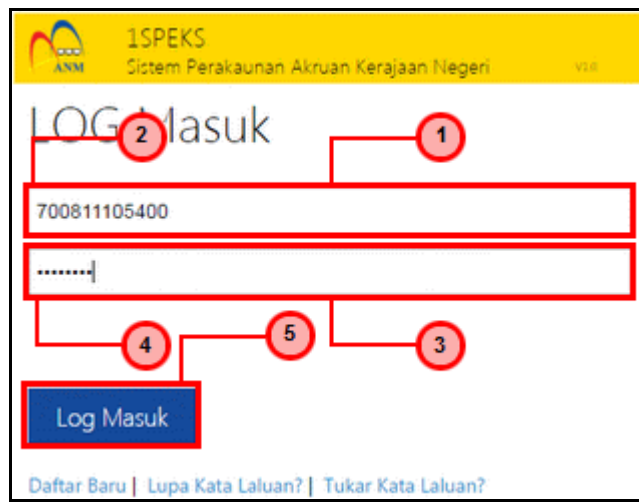 1SPEKS
ANM
Sistem Perakaunan Akruan Kerajaan Negeri V1.0
LOG Masuk
2 1
700811105400
••••••••
4 5 3
Log Masuk
Daftar Baru | Lupa Kata Laluan? | Tukar Kata Laluan?